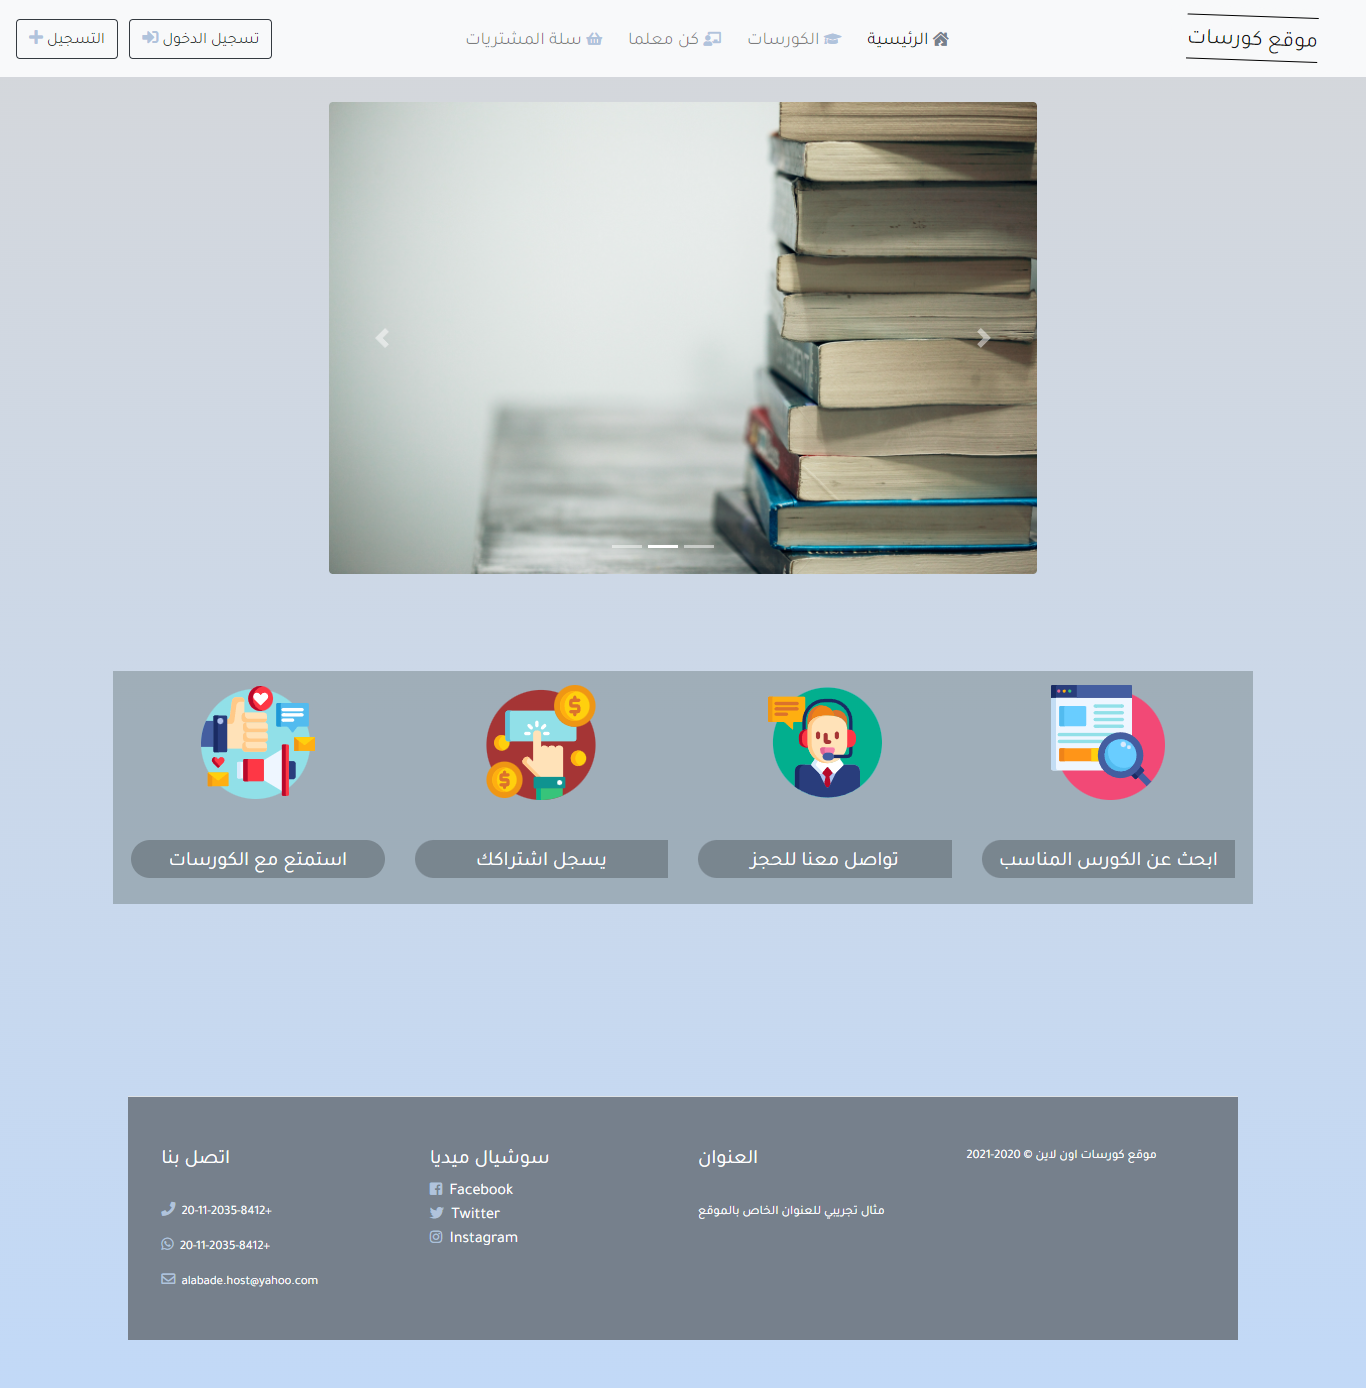 موقع كورسات
الرئيسية
الكورسات
كن معلما
سلة المشتريات
تسجيل الدخول
التسجيل
ابحث عن الكورس المناسب
تواصل معنا للحجز
يسجل اشتراكك
استمتع مع الكورسات
موقع كورسات اون لاين © 2020-2021
العنوان
مثال تجريبي للعنوان الخاص بالموقع
سوشيال ميديا
Facebook
Twitter
Instagram
اتصل بنا
20-11-2035-8412+
20-11-2035-8412+
alabade.host@yahoo.com